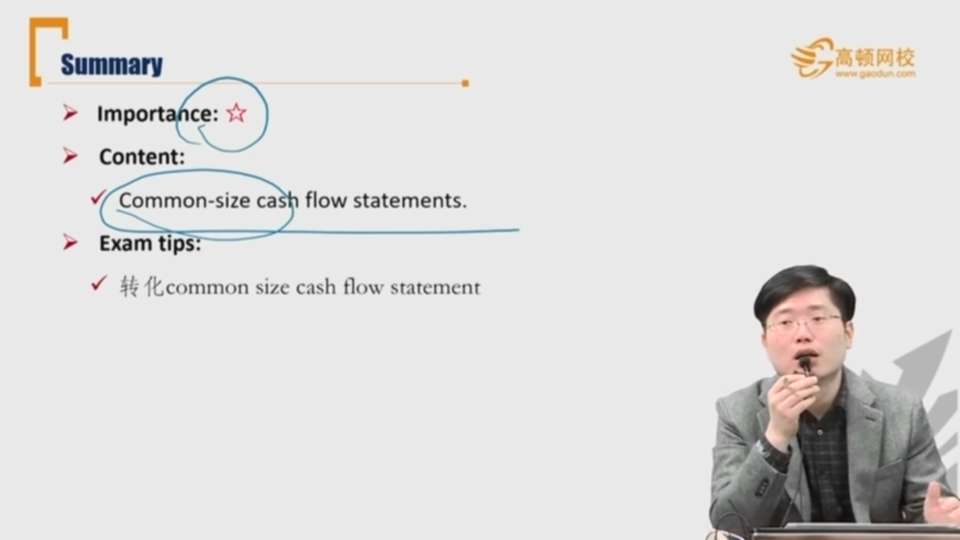 Summary
高顿网校
www.gaodun.com
Importance: ☆
Content:
Common-size cash flow statements.
Exam tips:
转化common size cash flow statement